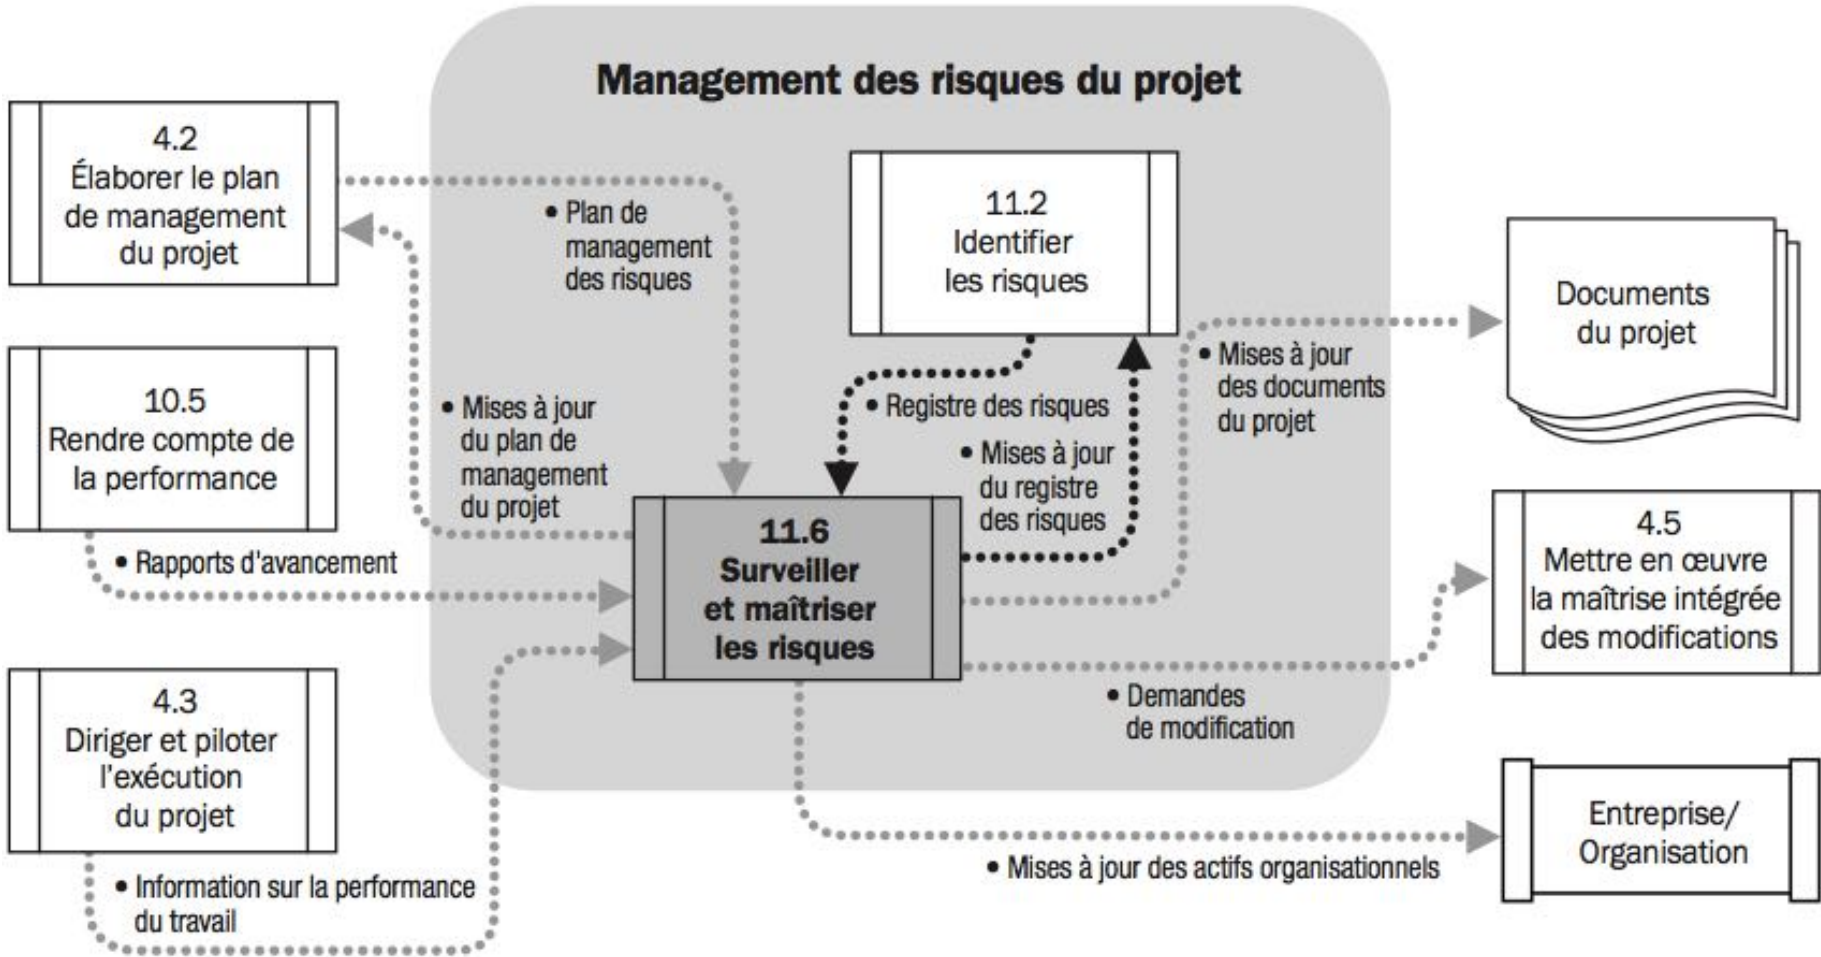 Management des risques du projet
4.2
Élaborer le plan
de management
du projet
• Plan de
management
des risques
11.2
Identifier
les risques
Documents
du projet
10.5
Rendre compte de
la performance
• Mises à jour
du plan de
management
du projet
• Registre des risques
• Mises à jour
du registre
des risques
• Mises à jour
des documents
du projet
• Rapports d'avancement
11.6
Surveiller
et maîtriser
les risques
4.5
Mettre en œuvre
la maîtrise intégrée
des modifications
4.3
Diriger et piloter
l'exécution
du projet
• Demandes
de modification
• Information sur la performance
du travail
• Mises à jour des actifs organisationnels
Entreprise/
Organisation